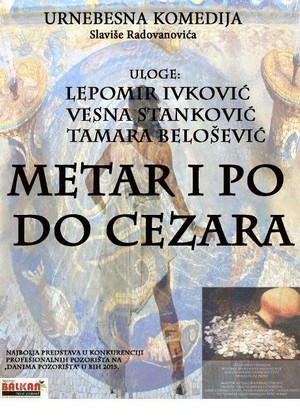 URNEBESNA KOMEDIJA
Slaviše Radovanovića
ULOGE:
LEPOMIR IVKOVIĆ
VESNA STANKOVIĆ
TAMARA BELOŠEVIĆ
METAR I PO
DO CEZARA
NAJBOLJA PREDSTAVA U KONKURENCIJI
PROFESIONALNIH POZORIŠTA NA
„DANIMA POZORIŠTA" U BIH 2015.
BALKAN